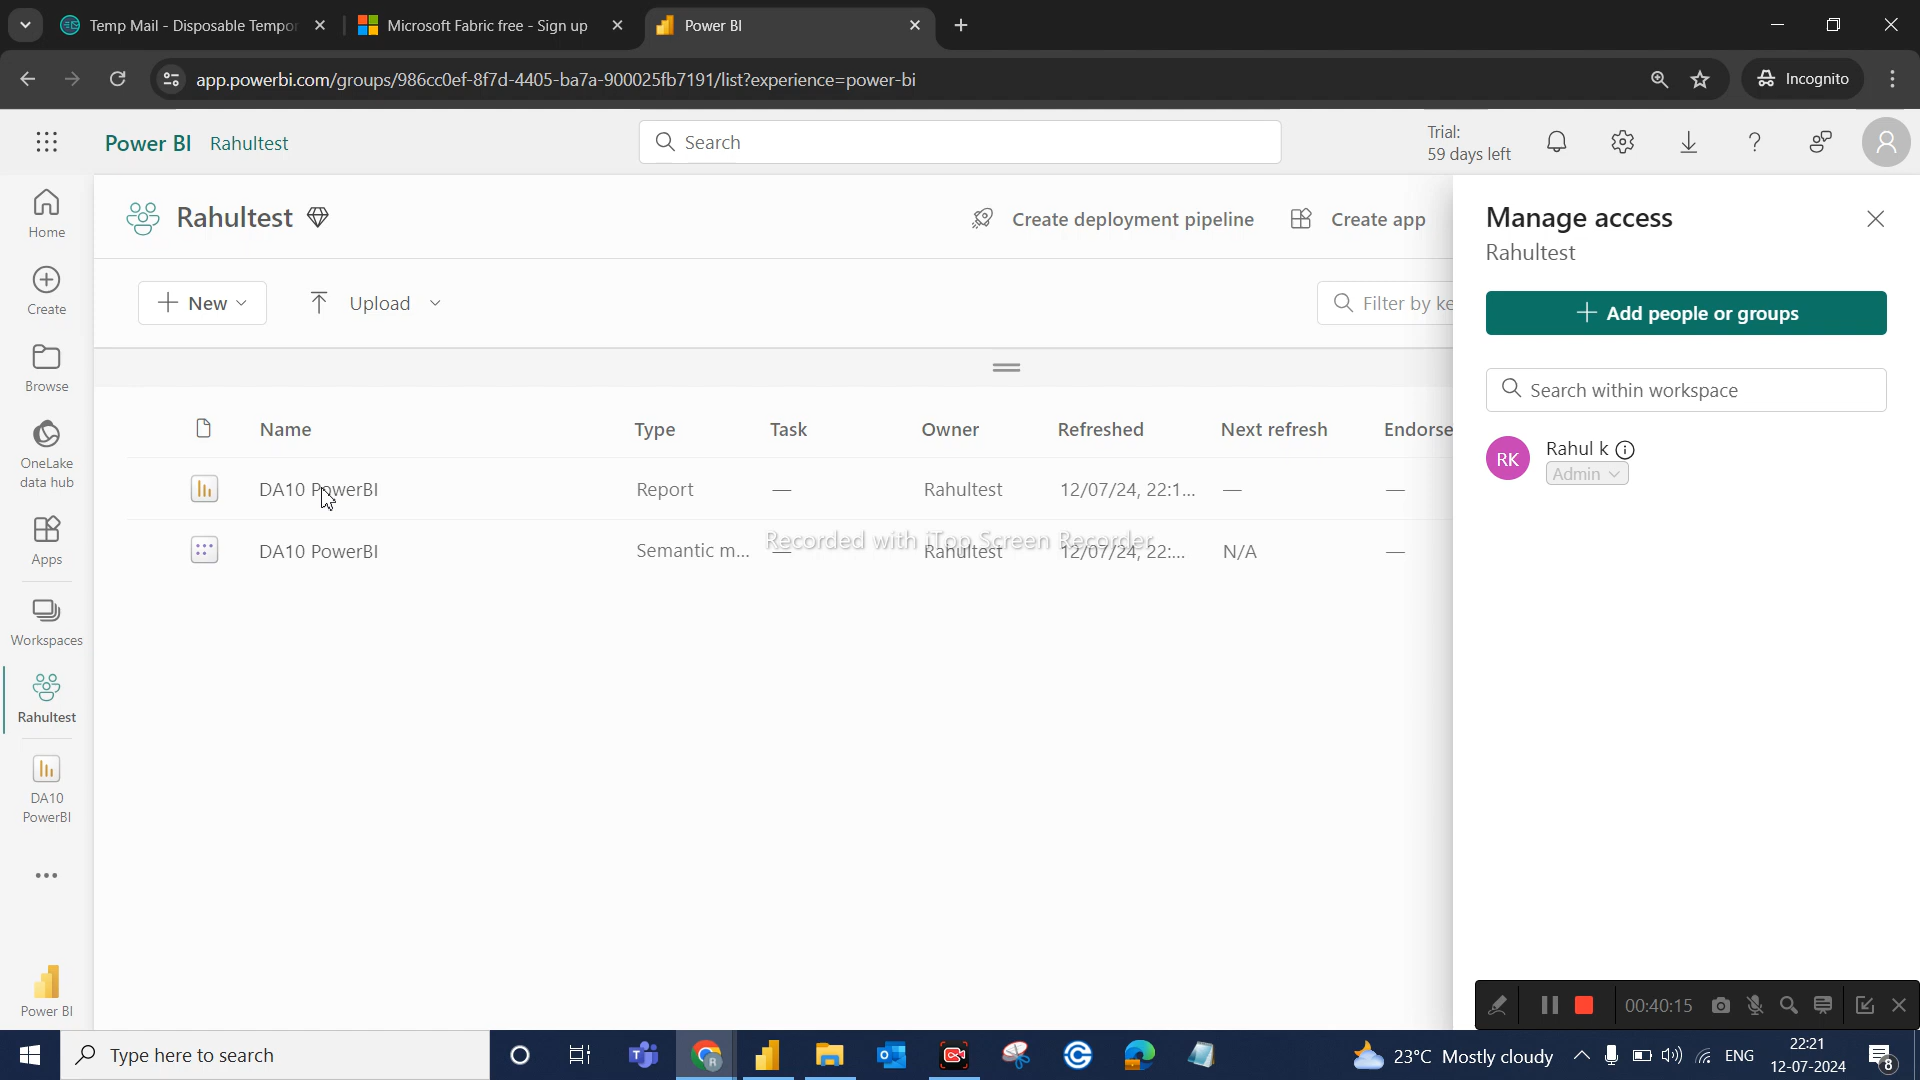 Temp Mail - Disposable Tempor
Microsoft Fabric free - Sign up
Power BI
app.powerbi.com/groups/986cc0ef-8f7d-4405-ba7a-900025fb7191/list?experience=power-bi
Incognito
Power BI Rahultest
Search
Trial:
59 days left
Home
Create
Browse
OneLake
data hub
Apps
Workspaces
Rahultest
DA10
PowerBI
Power BI
Rahultest
Create deployment pipeline
Create app
New
Upload
Filter by ke
Name Type Task Owner Refreshed Next refresh Endorse
DA10 PowerBI Report — Rahultest 12/07/24, 22:1... — —
DA10 PowerBI Semantic m... — Rahultest 12/07/24, 22:... N/A —
Recorded with iTop Screen Recorder
Manage access
Rahultest
Add people or groups
Search within workspace
RK
Rahul k
Admin
00:40:15
Type here to search
23°C Mostly cloudy
ENG
22:21
12-07-2024
8